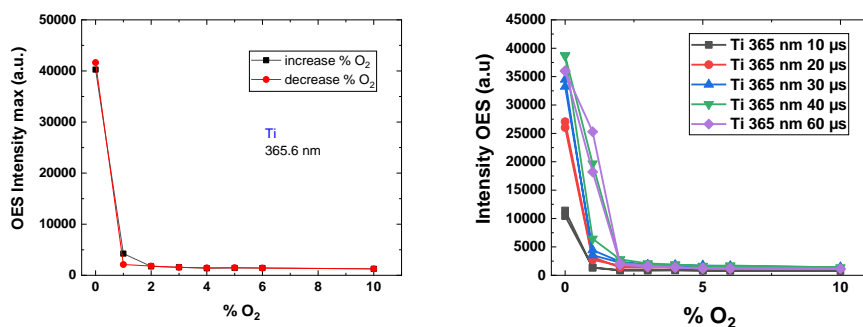 50000
40000
30000
20000
10000
0
OES Intensity max (a.u.)
increase % O2
decrease % O2
Ti
365.6 nm
0 2 4 6 8 10
% O2
45000
40000
35000
30000
25000
20000
15000
10000
5000
0
Intensity OES (a.u)
Ti 365 nm 10 µs
Ti 365 nm 20 µs
Ti 365 nm 30 µs
Ti 365 nm 40 µs
Ti 365 nm 60 µs
0 5 10
% O2